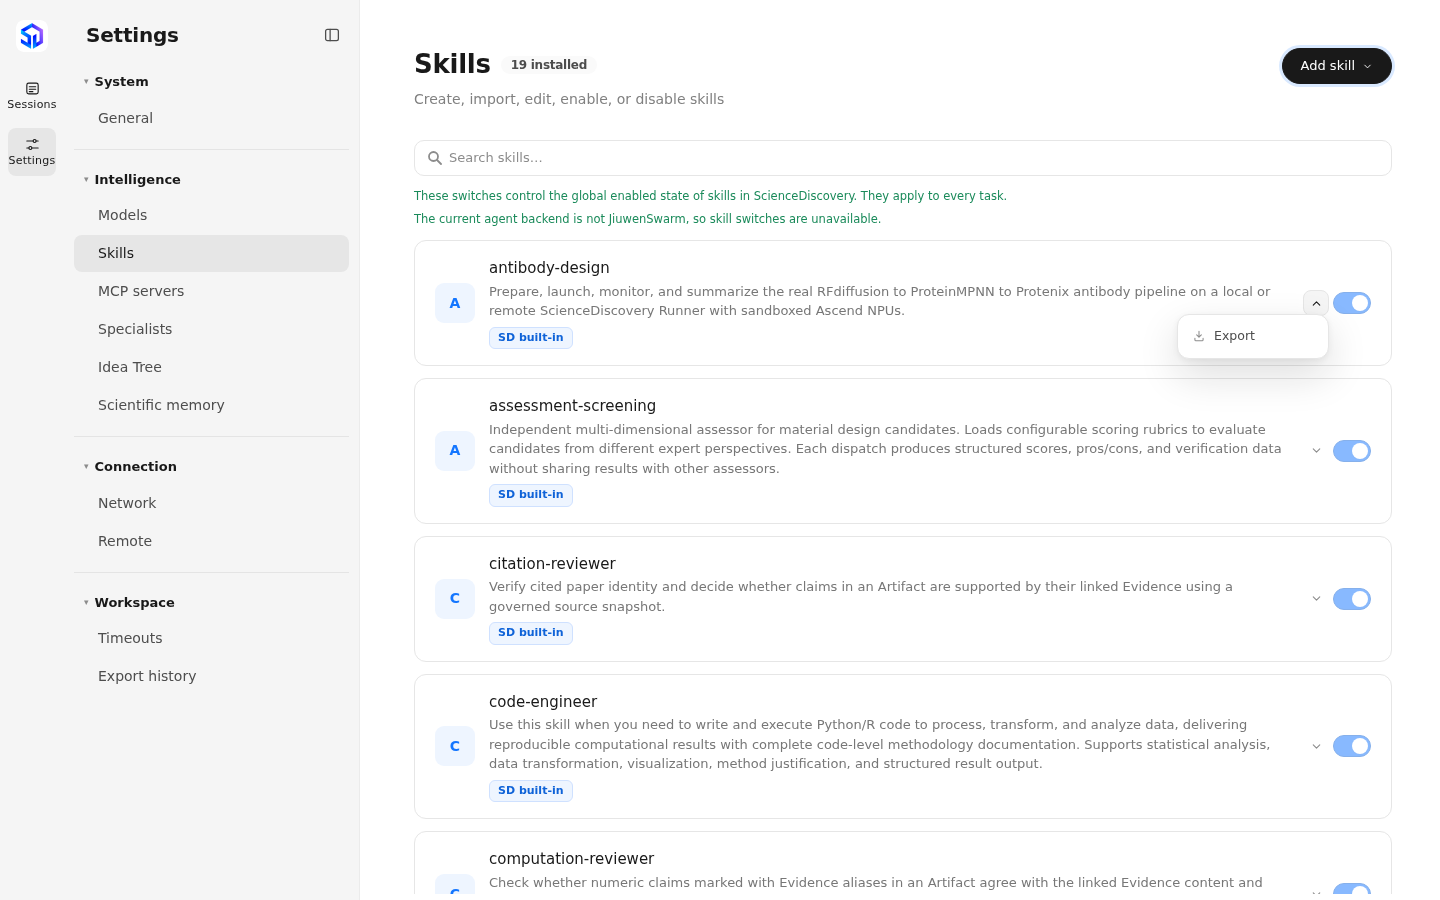 Sessions
Settings
Settings
System
General
Intelligence
Models
Skills
MCP servers
Specialists
Idea Tree
Scientific memory
Connection
Network
Remote
Workspace
Timeouts
Export history
Skills
19 installed
Add skill
Create, import, edit, enable, or disable skills
Search skills...
These switches control the global enabled state of skills in ScienceDiscovery. They apply to every task.
The current agent backend is not JiuwenSwarm, so skill switches are unavailable.
A
antibody-design
Prepare, launch, monitor, and summarize the real RFdiffusion to ProteinMPNN to Protenix antibody pipeline on a local or
remote ScienceDiscovery Runner with sandboxed Ascend NPUs.
SD built-in
Export
A
assessment-screening
Independent multi-dimensional assessor for material design candidates. Loads configurable scoring rubrics to evaluate
candidates from different expert perspectives. Each dispatch produces structured scores, pros/cons, and verification data
without sharing results with other assessors.
SD built-in
C
citation-reviewer
Verify cited paper identity and decide whether claims in an Artifact are supported by their linked Evidence using a
governed source snapshot.
SD built-in
C
code-engineer
Use this skill when you need to write and execute Python/R code to process, transform, and analyze data, delivering
reproducible computational results with complete code-level methodology documentation. Supports statistical analysis,
data transformation, visualization, method justification, and structured result output.
SD built-in
C
computation-reviewer
Check whether numeric claims marked with Evidence aliases in an Artifact agree with the linked Evidence content and